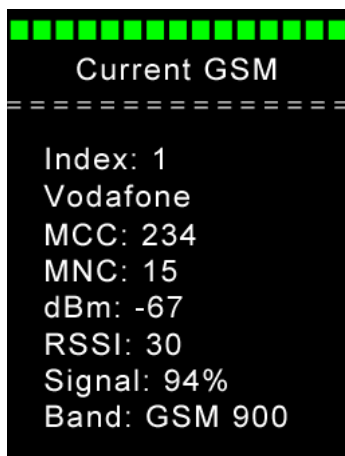 Current GSM
================
Index: 1
Vodafone
MCC: 234
MNC: 15
dBm: -67
RSSI: 30
Signal: 94%
Band: GSM 900